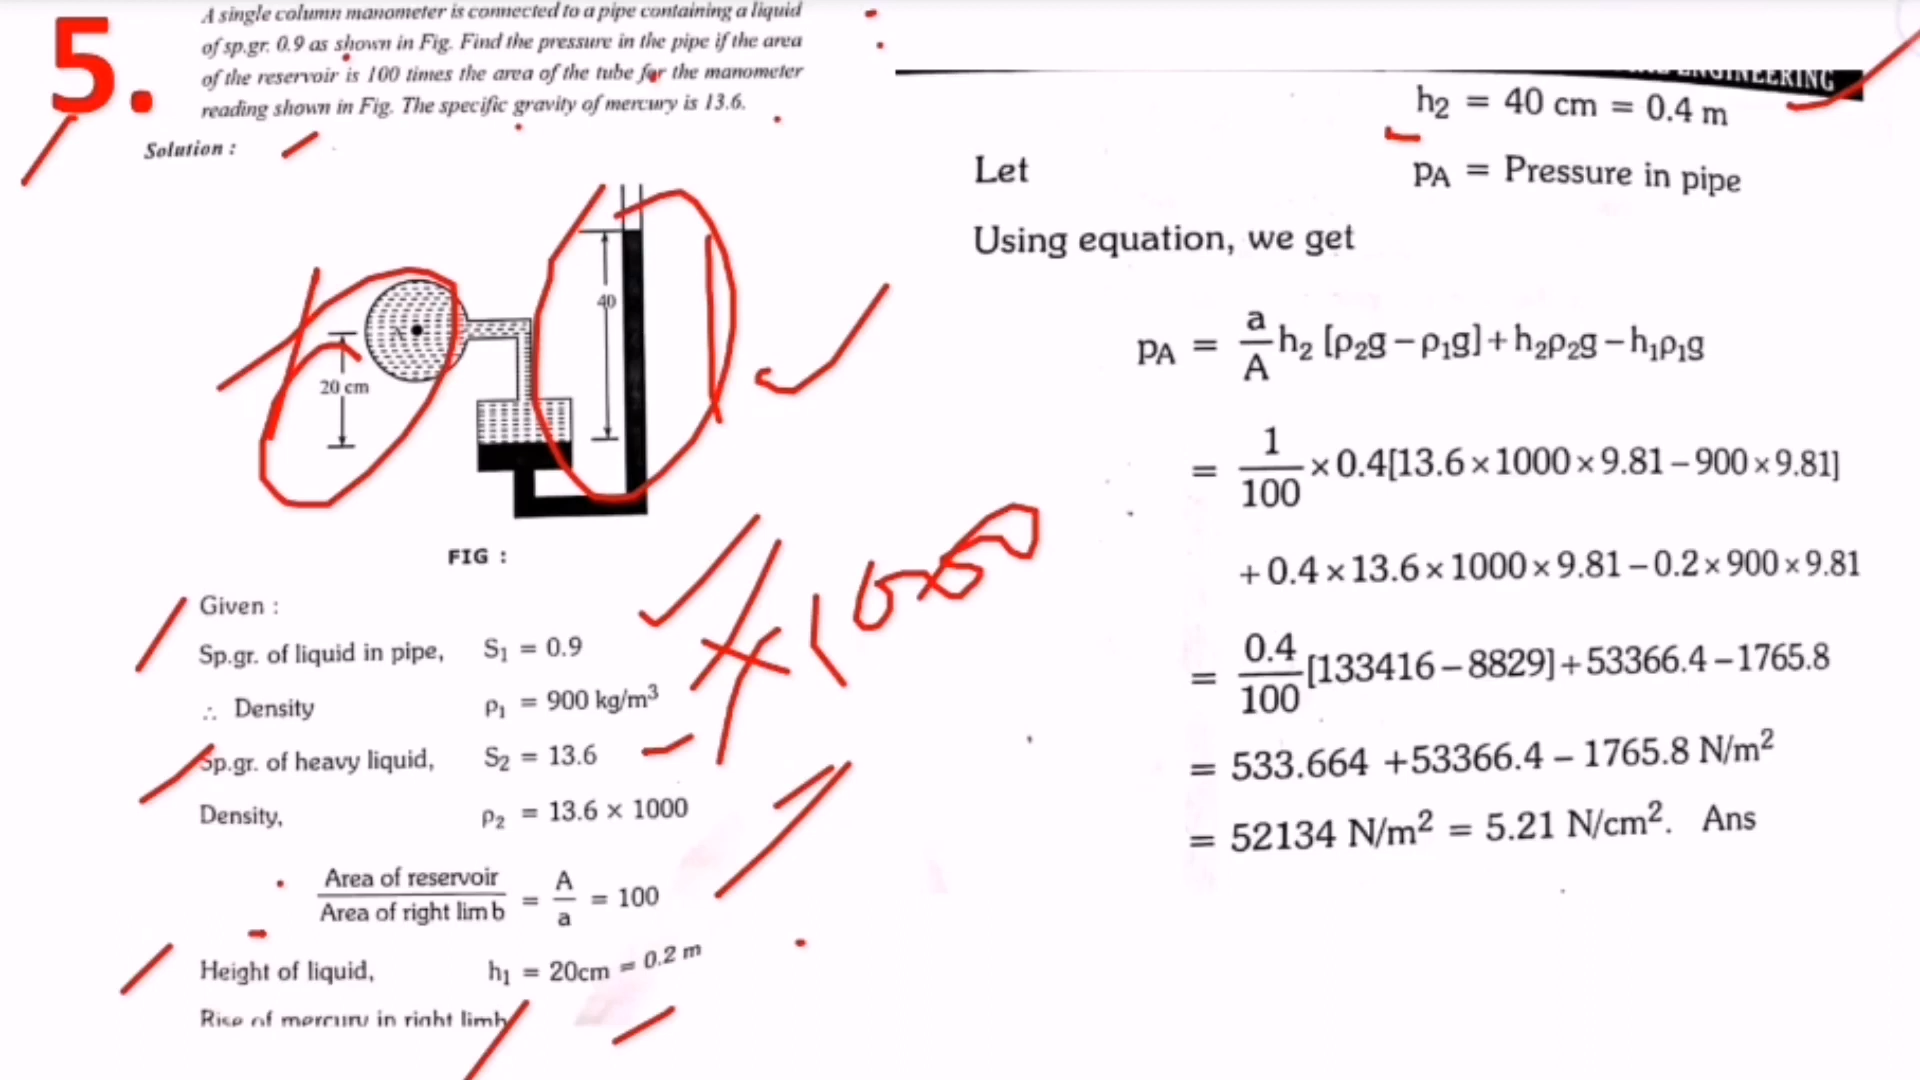 5.
A single column manometer is connected to a pipe containing a liquid
of sp.gr. 0.9 as shown in Fig. Find the pressure in the pipe if the area
of the reservoir is 100 times the area of the tube for the manometer
reading shown in Fig. The specific gravity of mercury is 13.6.
Solution :
A
40
20 cm
FIG :
Given :
Sp.gr. of liquid in pipe, S₁ = 0.9
∴ Density ρ₁ = 900 kg/m³
Sp.gr. of heavy liquid, S₂ = 13.6
Density, ρ₂ = 13.6 × 1000
Area of reservoir / Area of right limb = A / a = 100
Height of liquid, h₁ = 20cm = 0.2 m
Rise of mercury in right limb
ENGINEERING
h₂ = 40 cm = 0.4 m
Let pA = Pressure in pipe
Using equation, we get
pA = a/A h₂ [ρ₂g – ρ₁g] + h₂ρ₂g – h₁ρ₁g
= 1/100 × 0.4[13.6 × 1000 × 9.81 – 900 × 9.81]
+ 0.4 × 13.6 × 1000 × 9.81 – 0.2 × 900 × 9.81
= 0.4/100 [133416 – 8829] + 53366.4 – 1765.8
= 533.664 + 53366.4 – 1765.8 N/m²
= 52134 N/m² = 5.21 N/cm². Ans